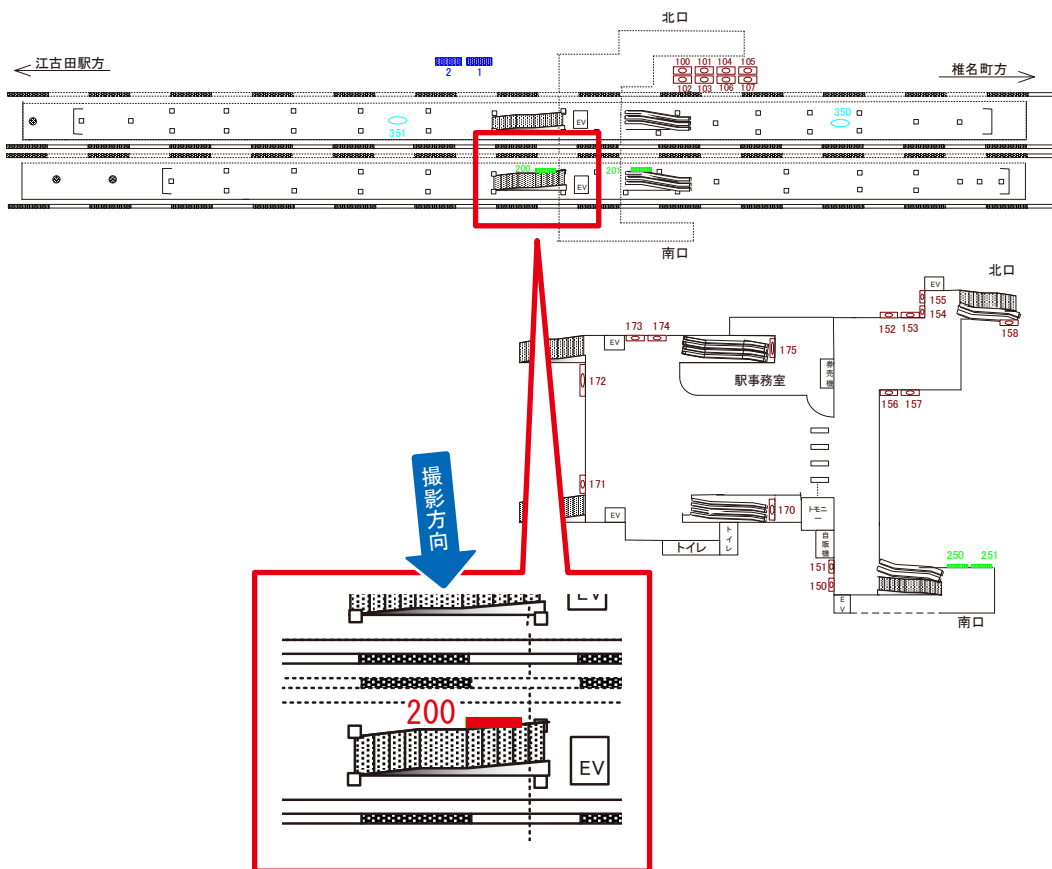 北口
江古田駅方
2 1
100 101 104 105
102 103 106 107
椎名町方
351
EV
350
200
EV
201
南口
北口
EV
155
154
152 153
158
173 174
EV
175
172
駅事務室
券売機
156 157
171
EV
170
トモニー
トイレ
トイレ
自販機
151
150
EV
250 251
南口
撮影方向
EV
200
EV